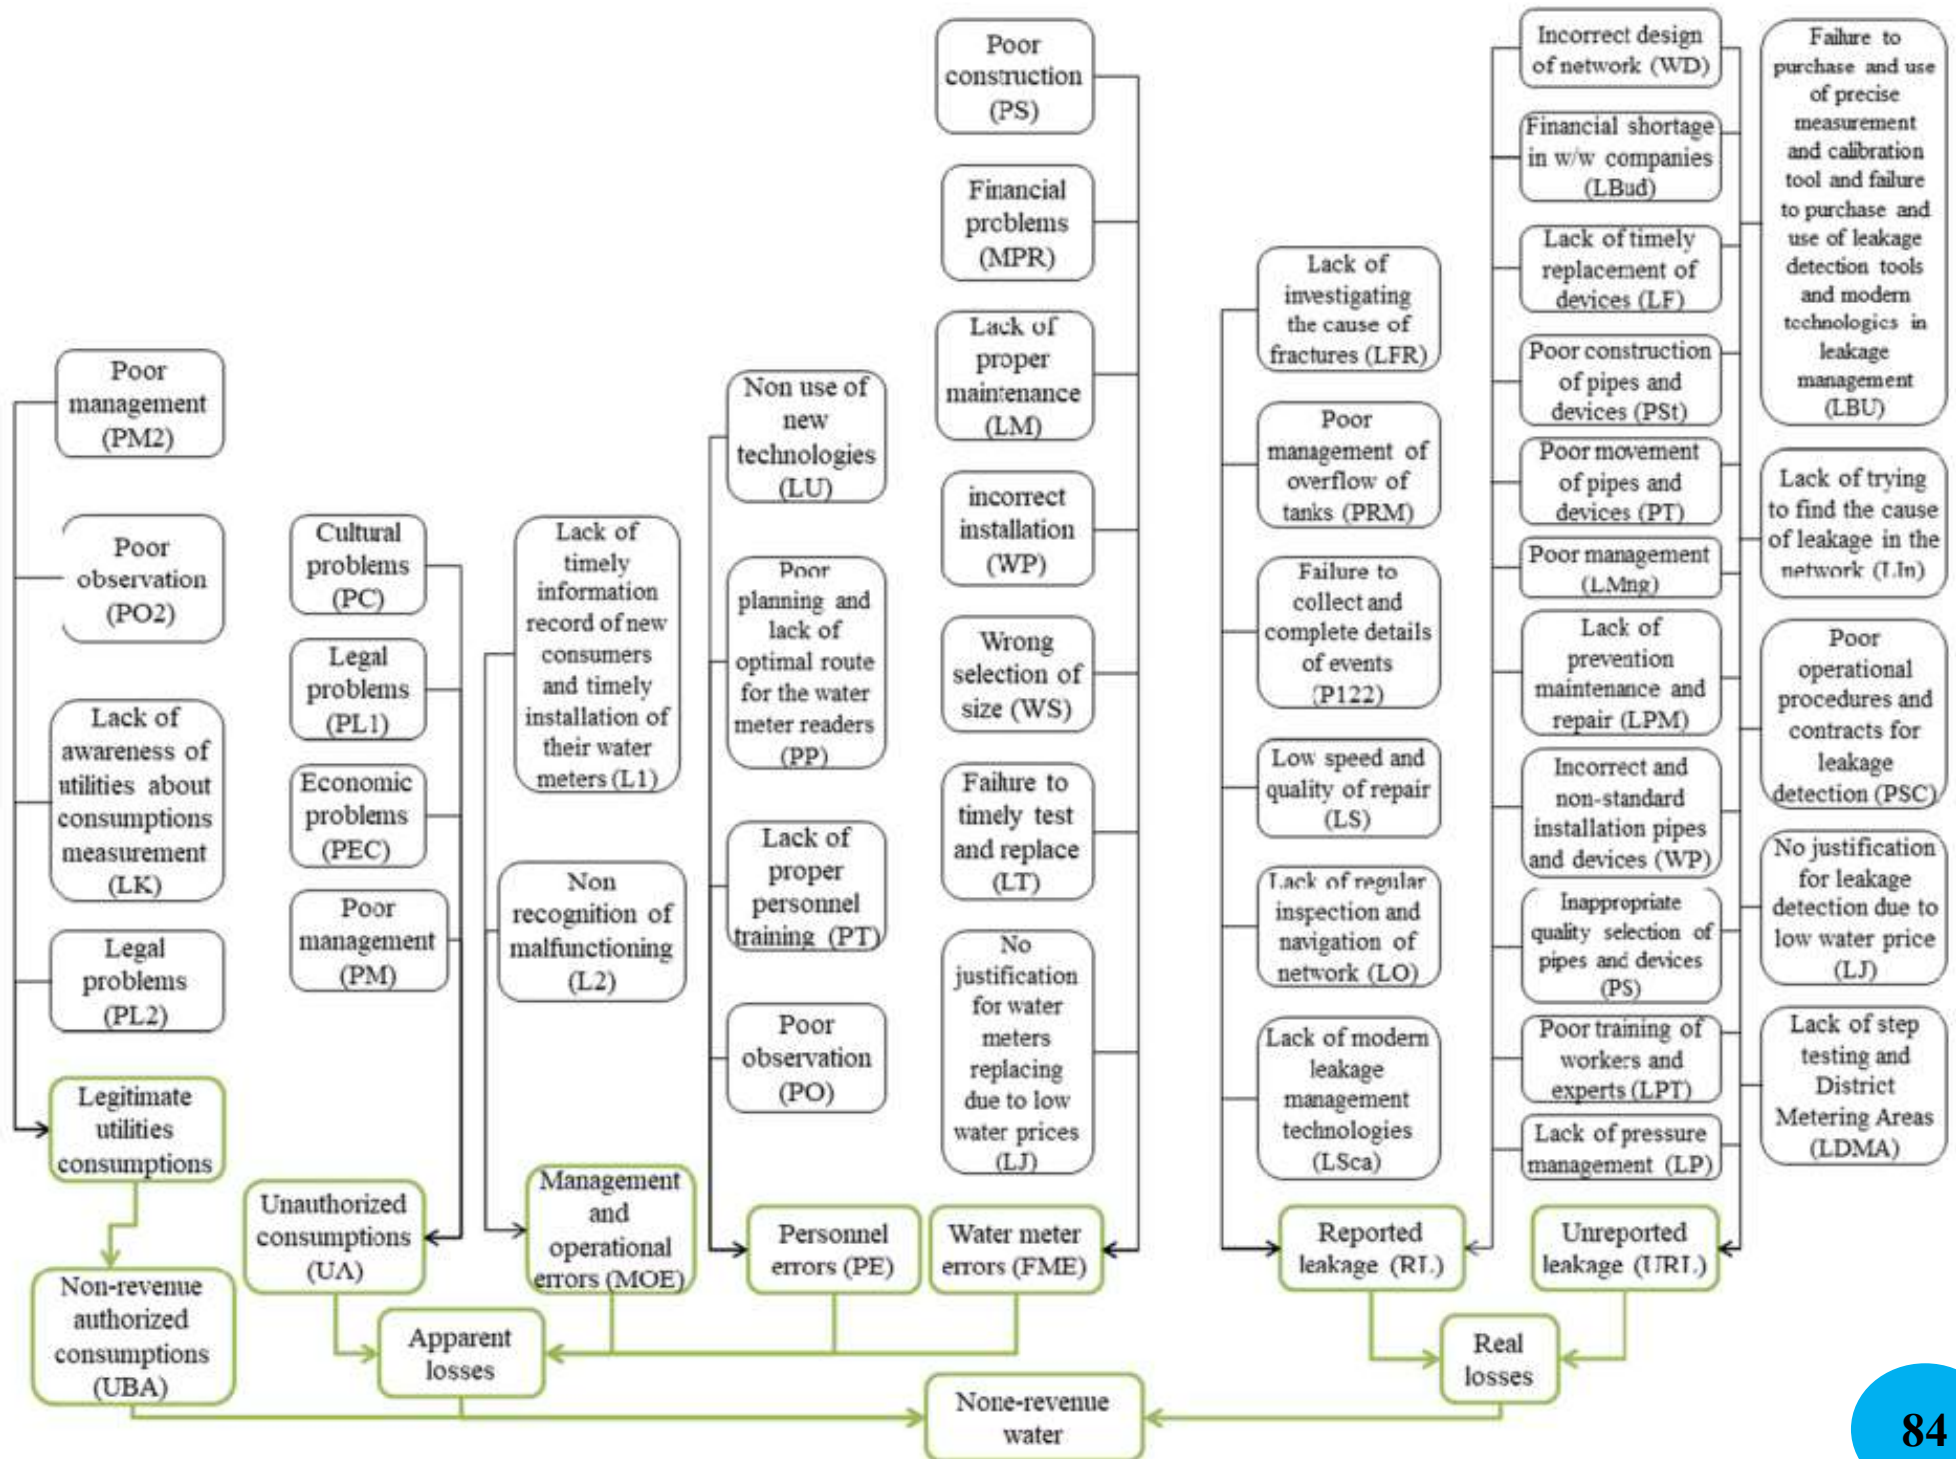 Poor
management
(PM2)
Poor
observation
(PO2)
Lack of
awareness of
utilities about
consumptions
measurement
(LK)
Legal
problems
(PL2)
Legitimate
utilities
consumptions
Non-revenue
authorized
consumptions
(UBA)
Cultural
problems
(PC)
Legal
problems
(PL1)
Economic
problems
(PEC)
Poor
management
(PM)
Unauthorized
consumptions
(UA)
Lack of
timely
information
record of new
consumers
and timely
installation of
their water
meters (L1)
Non
recognition of
malfunctioning
(L2)
Management
and
operational
errors (MOE)
Apparent
losses
Non use of
new
technologies
(LU)
Poor
planning and
lack of
optimal route
for the water
meter readers
(PP)
Lack of
proper
personnel
training (PT)
Poor
observation
(PO)
Personnel
errors (PE)
Poor
construction
(PS)
Financial
problems
(MPR)
Lack of
proper
maintenance
(LM)
incorrect
installation
(WP)
Wrong
selection of
size (WS)
Failure to
timely test
and replace
(LT)
No
justification
for water
meters
replacing
due to low
water prices
(LJ)
Water meter
errors (FME)
None-revenue
water
Lack of
investigating
the cause of
fractures (LFR)
Poor
management of
overflow of
tanks (PRM)
Failure to
collect and
complete details
of events
(P122)
Low speed and
quality of repair
(LS)
Lack of regular
inspection and
navigation of
network (LO)
Lack of modern
leakage
management
technologies
(LSca)
Reported
leakage (RL)
Incorrect design
of network (WD)
Financial shortage
in w/w companies
(LBud)
Lack of timely
replacement of
devices (LF)
Poor construction
of pipes and
devices (PSt)
Poor movement
of pipes and
devices (PT)
Poor management
(LMng)
Lack of
prevention
maintenance and
repair (LPM)
Incorrect and
non-standard
installation pipes
and devices (WP)
Inappropriate
quality selection of
pipes and devices
(PS)
Poor training of
workers and
experts (LPT)
Lack of pressure
management (LP)
Unreported
leakage (URL)
Real
losses
Failure to
purchase and use
of precise
measurement
and calibration
tool and failure
to purchase and
use of leakage
detection tools
and modern
technologies in
leakage
management
(LBU)
Lack of trying
to find the cause
of leakage in the
network (LIn)
Poor
operational
procedures and
contracts for
leakage
detection (PSC)
No justification
for leakage
detection due to
low water price
(LJ)
Lack of step
testing and
District
Metering Areas
(LDMA)
84